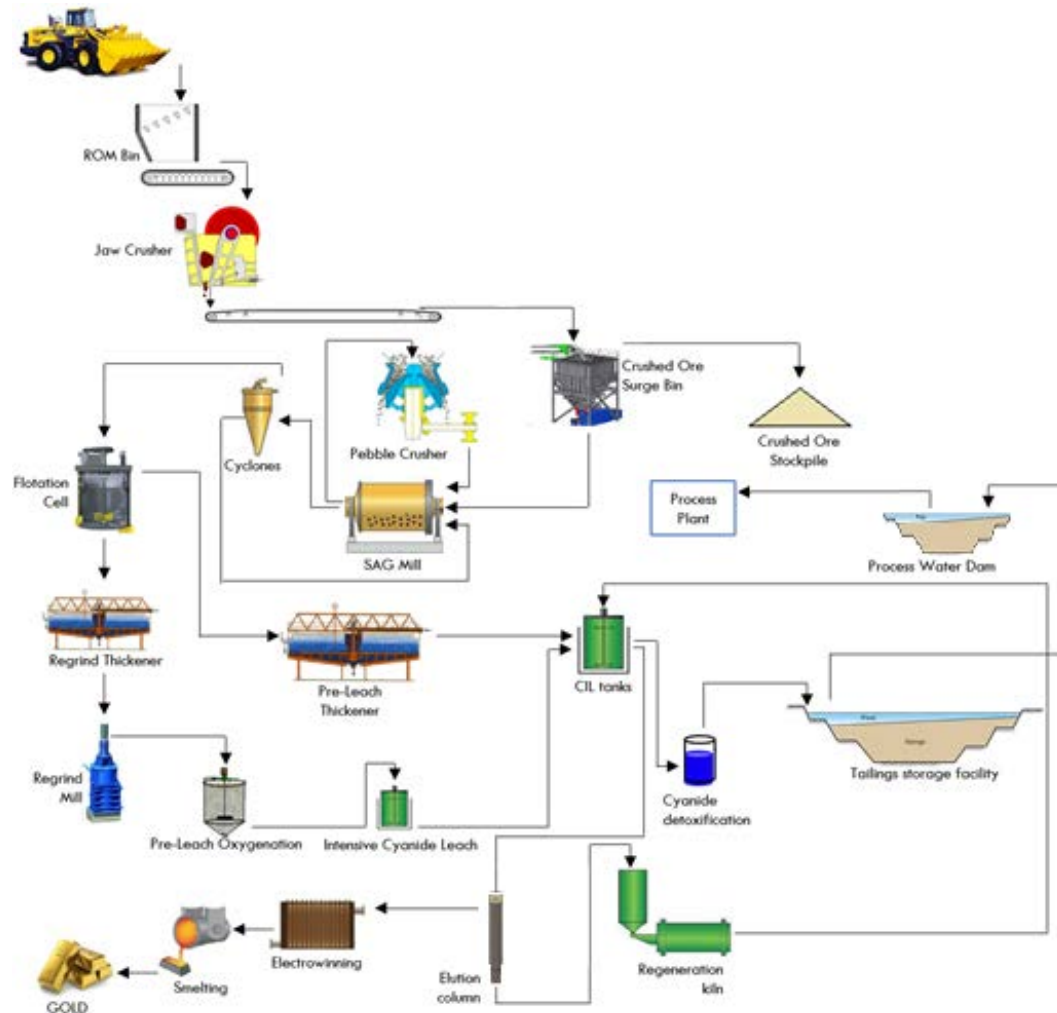 ROM Bin
Jaw Crusher
Crushed Ore
Surge Bin
Pebble Crusher
Cyclones
Crushed Ore
Stockpile
Flotation
Cell
Process
Plant
SAG Mill
Process Water Dam
Regrind Thickener
Pre-Leach
Thickener
CIL tanks
Tailings storage facility
Regrind
Mill
Cyanide
detoxification
Pre-Leach Oxygenation
Intensive Cyanide Leach
Electrowinning
Smelting
Elution
column
Regeneration
kiln
GOLD